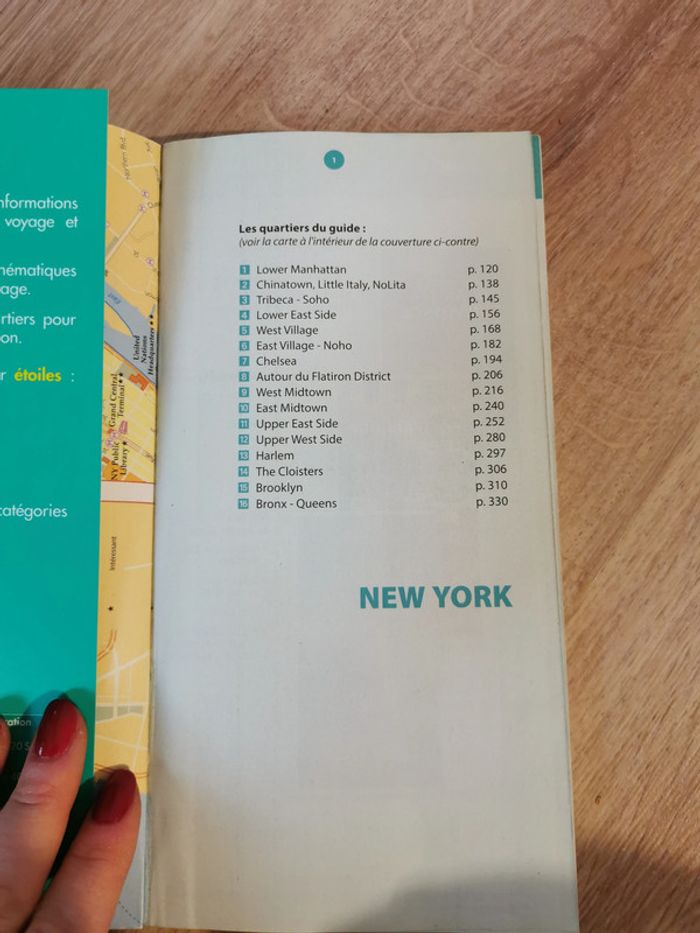 nformations
voyage et
hématiques
age.
rtiers pour
on.
r étoiles :
catégories
ration
United
Nations
Headquarters ★★
Grand Central
Terminal ★★
NY Public
Library ★
Intéressant
★
1
Les quartiers du guide :
(voir la carte à l'intérieur de la couverture ci-contre)
1 Lower Manhattan p. 120
2 Chinatown, Little Italy, NoLita p. 138
3 Tribeca - Soho p. 145
4 Lower East Side p. 156
5 West Village p. 168
6 East Village - Noho p. 182
7 Chelsea p. 194
8 Autour du Flatiron District p. 206
9 West Midtown p. 216
10 East Midtown p. 240
11 Upper East Side p. 252
12 Upper West Side p. 280
13 Harlem p. 297
14 The Cloisters p. 306
15 Brooklyn p. 310
16 Bronx - Queens p. 330
NEW YORK